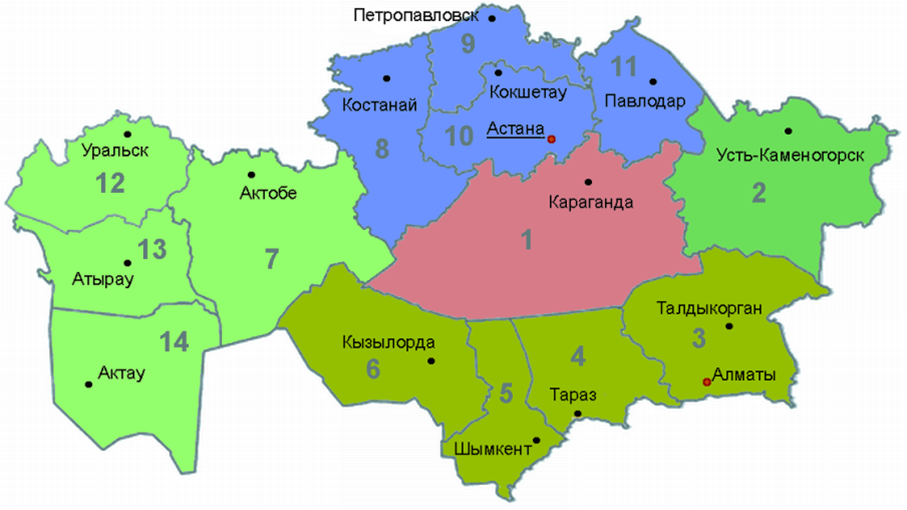 Петропавловск
9
11
Кокшетау
Костанай
Павлодар
10
Астана
8
Уральск
12
Актобе
Усть-Каменогорск
2
Караганда
1
13
7
Атырау
Талдыкорган
3
14
Кызылорда
6
4
Актау
Алматы
5
Тараз
Шымкент